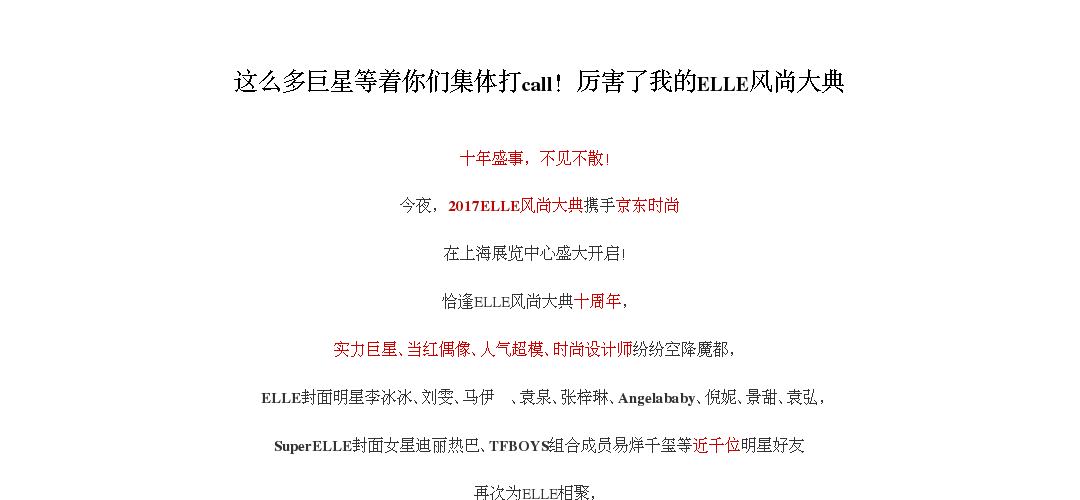 这么多巨星等着你们集体打call！厉害了我的ELLE风尚大典
十年盛事，不见不散！
今夜，2017ELLE风尚大典携手京东时尚
在上海展览中心盛大开启！
恰逢ELLE风尚大典十周年，
实力巨星、当红偶像、人气超模、时尚设计师纷纷空降魔都，
ELLE封面明星李冰冰、刘雯、马伊 、袁泉、张梓琳、Angelababy、倪妮、景甜、袁弘，
SuperELLE封面女星迪丽热巴、TFBOYS组合成员易烊千玺等近千位明星好友
再次为ELLE相聚，